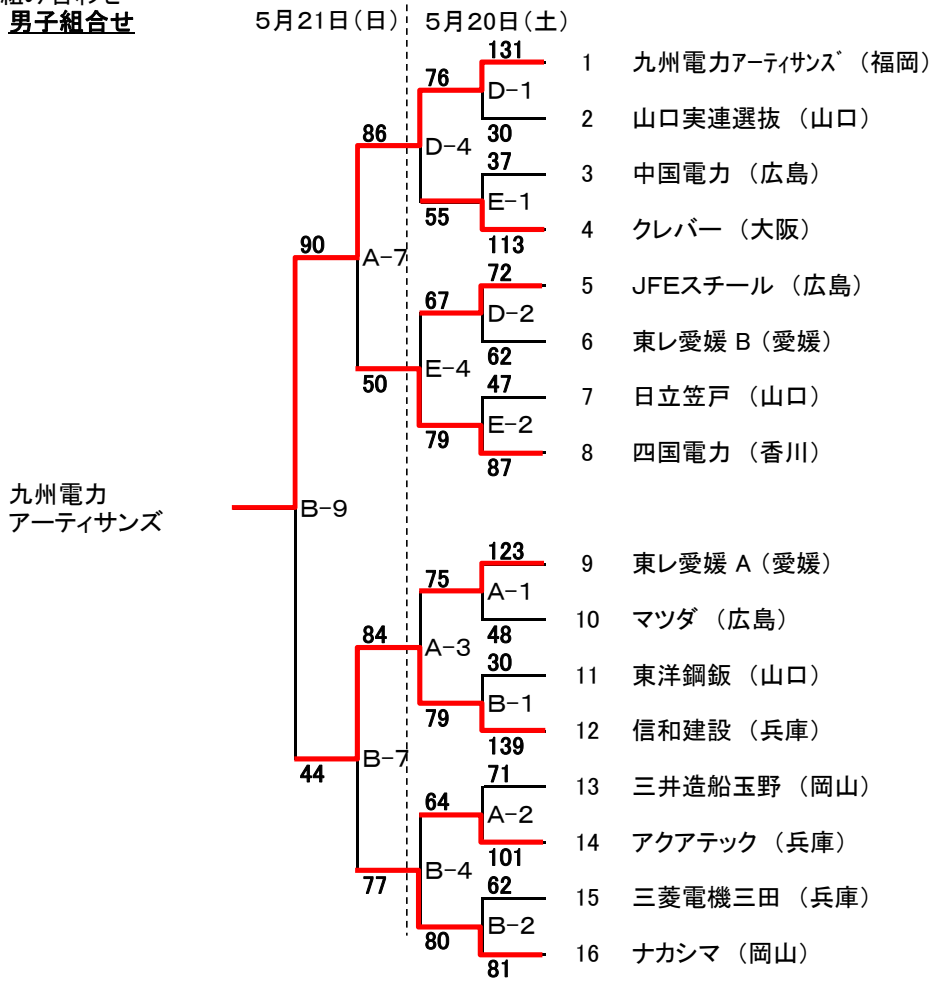 男子組合せ
5月21日(日)
5月20日(土)
131
1 九州電力アーティサンズ (福岡)
76
D-1
2 山口実連選抜 (山口)
86
30
D-4
37
3 中国電力 (広島)
E-1
55
4 クレバー (大阪)
113
90
A-7
72
5 JFEスチール (広島)
67
D-2
6 東レ愛媛 B (愛媛)
62
50
E-4
47
7 日立笠戸 (山口)
E-2
79
8 四国電力 (香川)
87
九州電力
アーティサンズ
B-9
123
9 東レ愛媛 A (愛媛)
75
A-1
10 マツダ (広島)
84
48
A-3
30
11 東洋鋼鈑 (山口)
B-1
79
12 信和建設 (兵庫)
139
44
B-7
71
13 三井造船玉野 (岡山)
64
A-2
14 アクアテック (兵庫)
101
77
B-4
62
15 三菱電機三田 (兵庫)
B-2
80
16 ナカシマ (岡山)
81